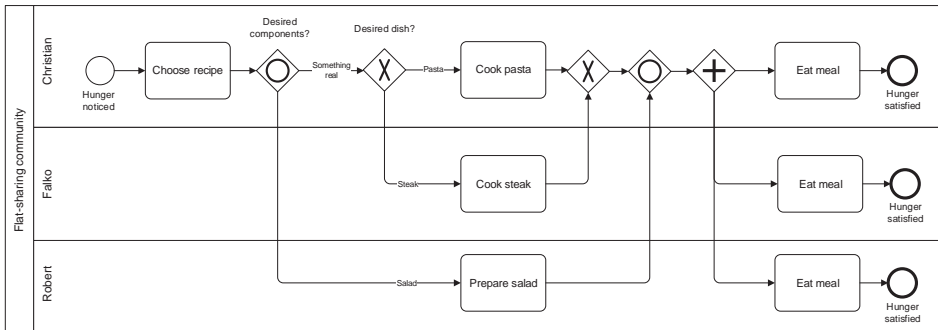 Flat-sharing community
Christian
Hunger
noticed
Choose recipe
Desired
components?
Something
real
Desired dish?
Pasta
Cook pasta
Eat meal
Hunger
satisfied
Falko
Steak
Cook steak
Eat meal
Hunger
satisfied
Robert
Salad
Prepare salad
Eat meal
Hunger
satisfied